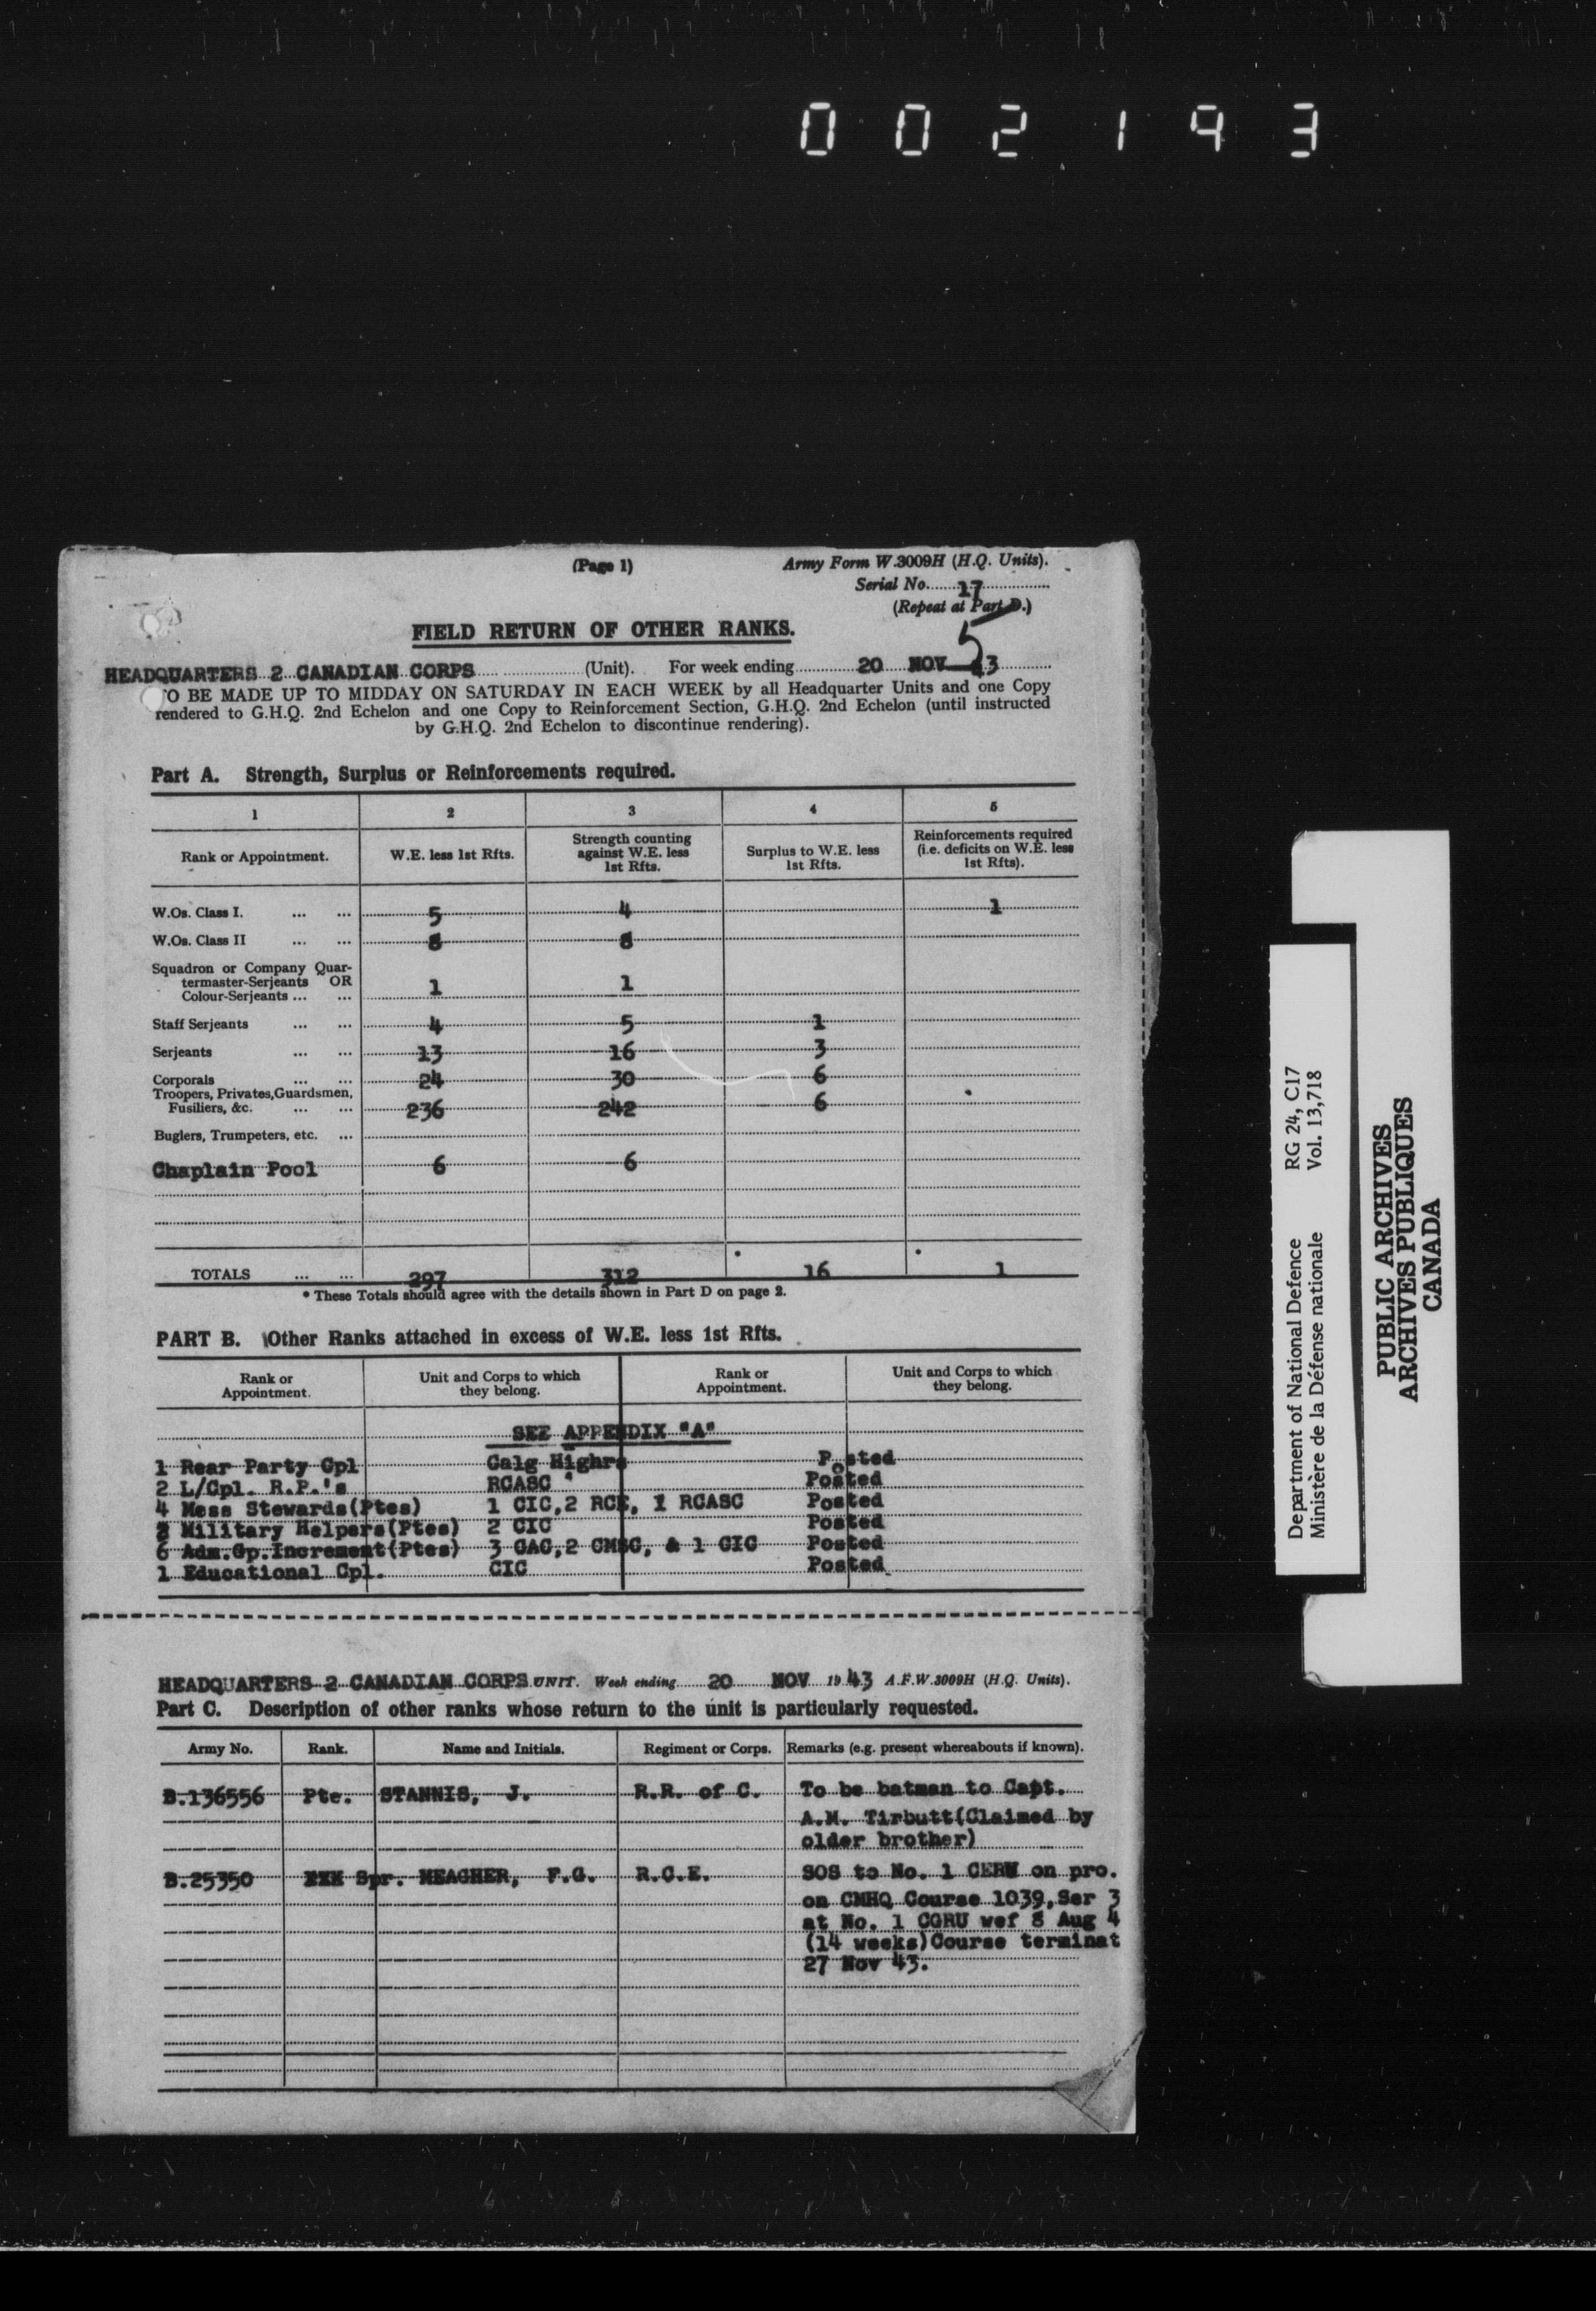 002193
(Page 1)
Army Form W.3009H (H.Q. Units).
Serial No. 17
(Repeat at Part D.)
5
FIELD RETURN OF OTHER RANKS.
HEADQUARTERS 2 CANADIAN CORPS (Unit). For week ending 20 NOV 43
TO BE MADE UP TO MIDDAY ON SATURDAY IN EACH WEEK by all Headquarter Units and one Copy
rendered to G.H.Q. 2nd Echelon and one Copy to Reinforcement Section, G.H.Q. 2nd Echelon (until instructed
by G.H.Q. 2nd Echelon to discontinue rendering).
Part A. Strength, Surplus or Reinforcements required.
1 2 3 4 5
Rank or Appointment. W.E. less 1st Rfts. Strength counting against W.E. less 1st Rfts. Surplus to W.E. less 1st Rfts. Reinforcements required (i.e. deficits on W.E. less 1st Rfts).
W.Os. Class I. ... ... 5 4 1
W.Os. Class II ... ... 8 8
Squadron or Company Quar-
termaster-Serjeants OR
Colour-Serjeants ... ... 1 1
Staff Serjeants ... ... 4 5 1
Serjeants ... ... 13 16 3
Corporals ... ... 24 30 6
Troopers, Privates, Guardsmen,
Fusiliers, &c. ... ... 236 242 6
Buglers, Trumpeters, etc. ...
Chaplain Pool 6 6
TOTALS ... ... 297 312 * 16 * 1
* These Totals should agree with the details shown in Part D on page 2.
PART B. Other Ranks attached in excess of W.E. less 1st Rfts.
Rank or Appointment. Unit and Corps to which they belong. Rank or Appointment. Unit and Corps to which they belong.
SEE APPENDIX "A"
1 Rear Party Cpl Calg Highrs Posted
2 L/Cpl. R.P.'s RCASC Posted
4 Mess Stewards(Ptes) 1 CIC,2 RCE, 1 RCASC Posted
2 Military Helpers(Ptes) 2 CIC Posted
6 Adm.Gp.Increment(Ptes) 3 CAC,2 CMSC, & 1 CIC Posted
1 Educational Cpl. CIC Posted
HEADQUARTERS 2 CANADIAN CORPS UNIT. Week ending 20 NOV 1943 A.F.W.3009H (H.Q. Units).
Part C. Description of other ranks whose return to the unit is particularly requested.
Army No. Rank. Name and Initials. Regiment or Corps. Remarks (e.g. present whereabouts if known).
B.136556 Pte. STANNIS, J. R.R. of C. To be batman to Capt.
A.M. Tirbutt(Claimed by
older brother)
B.25350 Spr. MEAGHER, F.G. R.C.E. SOS to No. 1 CERU on pro.
on CMHQ Course 1039,Ser 3
at No. 1 CGRU wef 8 Aug 4
(14 weeks)Course terminat
27 Nov 43.
Department of National Defence RG 24, C17
Ministère de la Défense nationale Vol. 13,718
PUBLIC ARCHIVES
ARCHIVES PUBLIQUES
CANADA